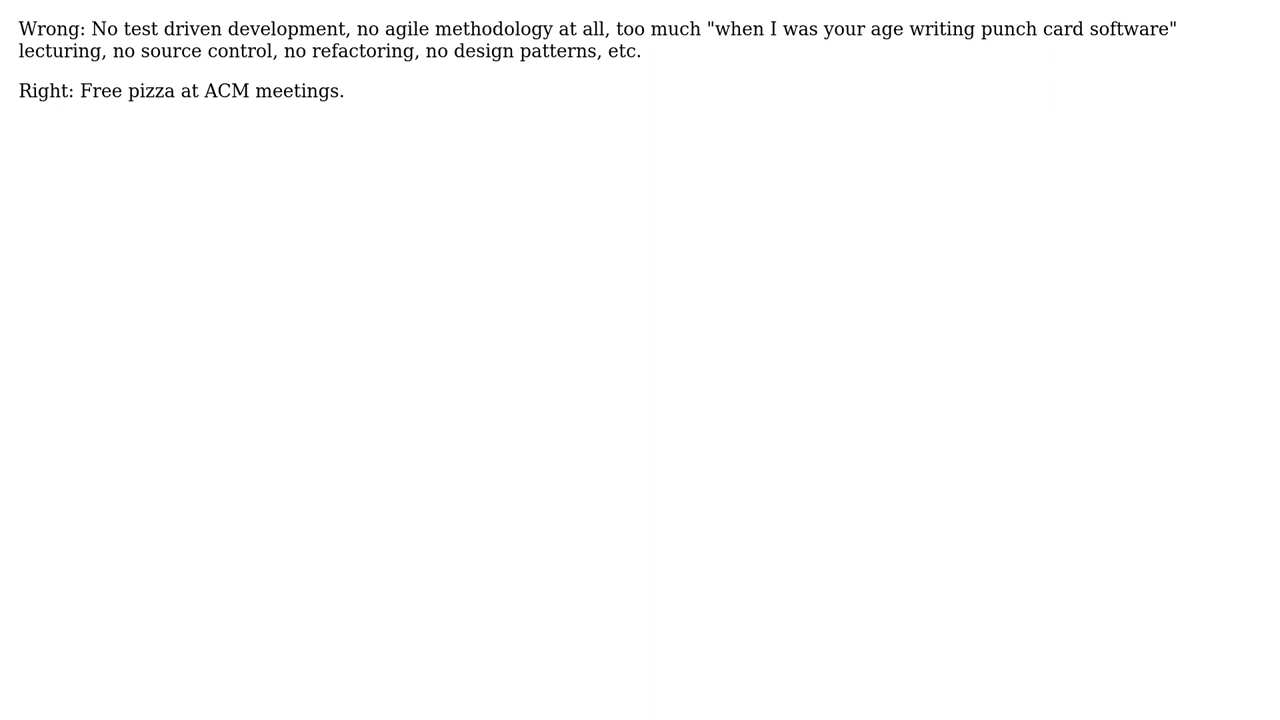 Wrong: No test driven development, no agile methodology at all, too much "when I was your age writing punch card software"
lecturing, no source control, no refactoring, no design patterns, etc.
Right: Free pizza at ACM meetings.